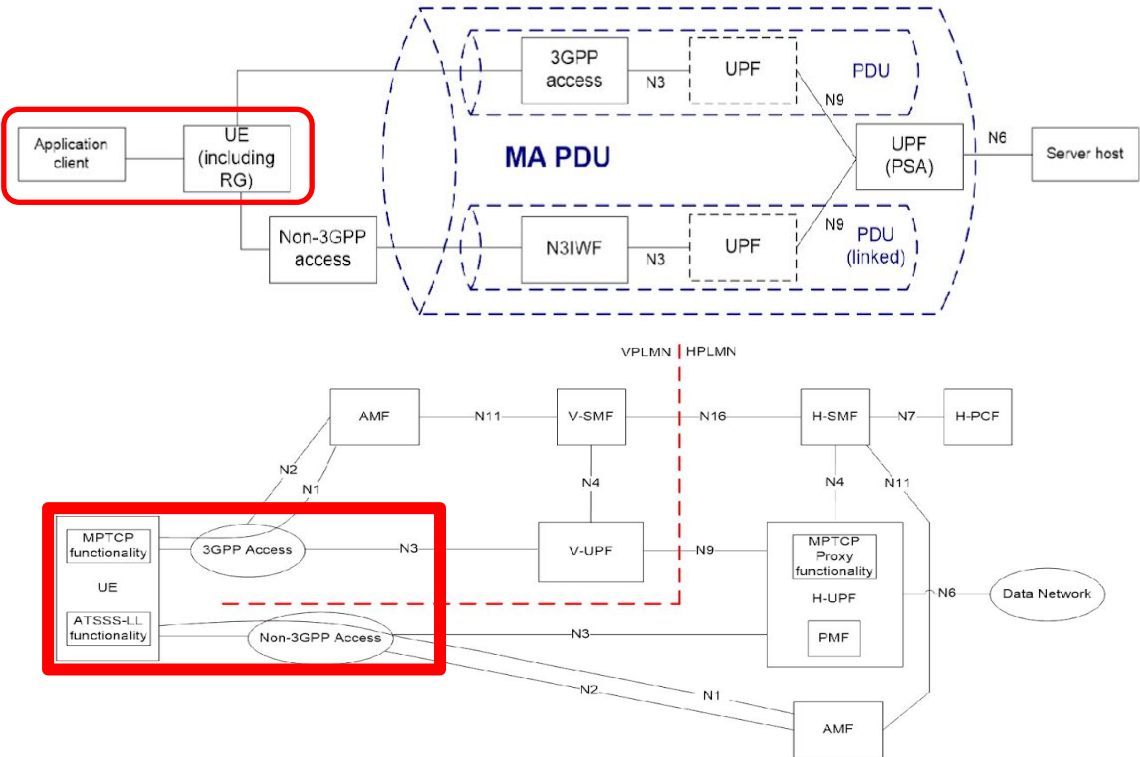 3GPP
access
N3
UPF
PDU
N9
Application
client
UE
(including
RG)
MA PDU
UPF
(PSA)
N6
Server host
Non-3GPP
access
N3IWF
N3
UPF
N9
PDU
(linked)
VPLMN
HPLMN
AMF
N11
V-SMF
N16
H-SMF
N7
H-PCF
N2
N1
N4
N4
N11
MPTCP
functionality
3GPP Access
N3
V-UPF
N9
MPTCP
Proxy
functionality
UE
H-UPF
N6
Data Network
ATSSS-LL
functionality
Non-3GPP Access
N3
PMF
N2
N1
AMF